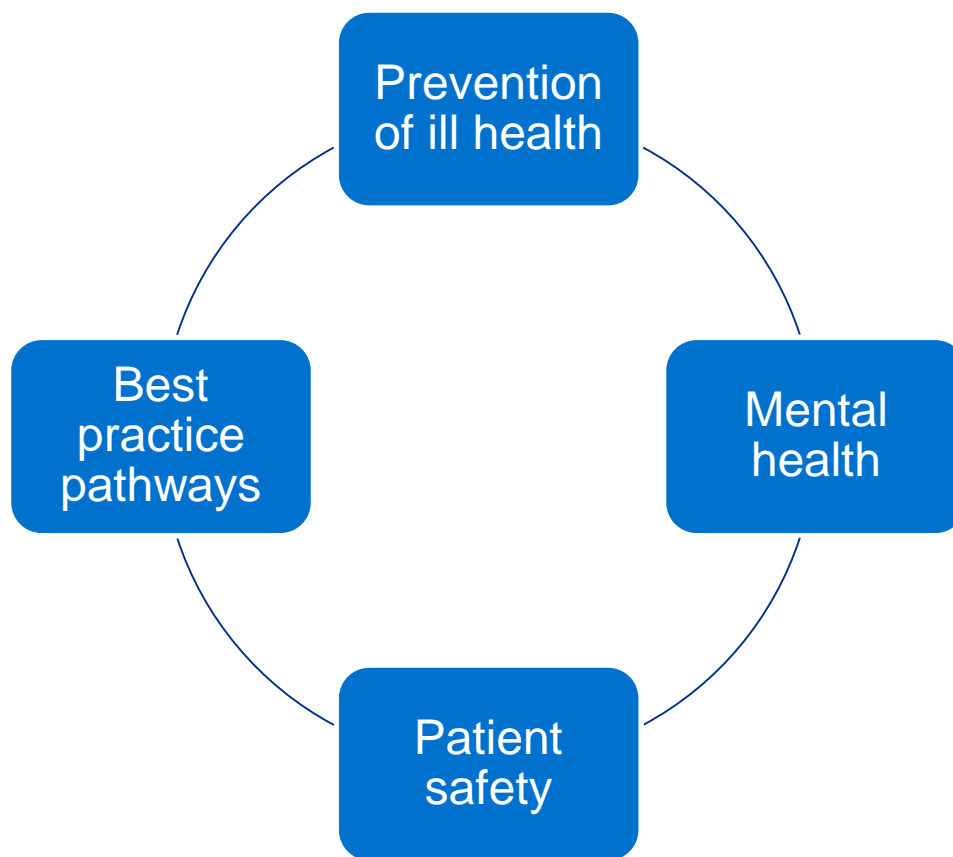 Prevention
of ill health
Best
practice
pathways
Mental
health
Patient
safety